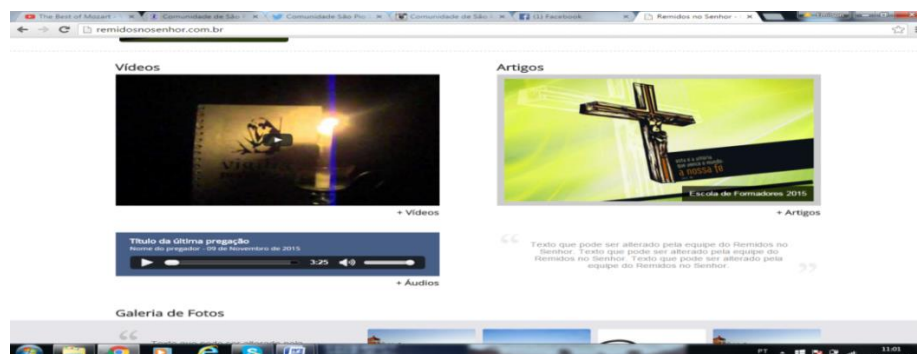 The Best of Mozart
Comunidade de São
Comunidade São Pio
Comunidade de São
(1) Facebook
Remidos no Senhor -
remidosnosenhor.com.br
Vídeos
Artigos
a nossa fé
Escola de Formadores 2015
+ Vídeos
+ Artigos
Título da última pregação
Nome do pregador - 09 de Novembro de 2015
3:25
+ Áudios
Texto que pode ser alterado pela equipe do Remidos no
Senhor. Texto que pode ser alterado pela equipe do
Remidos no Senhor. Texto que pode ser alterado pela
equipe do Remidos no Senhor.
Galeria de Fotos
PT
11:01